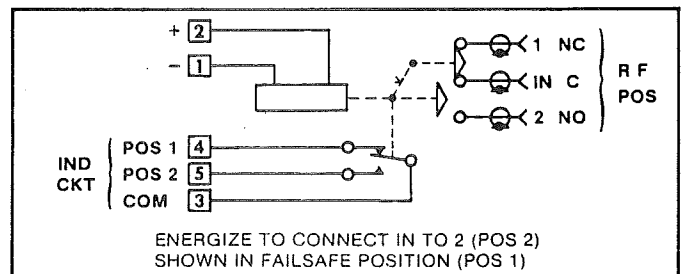 + 2
- 1
1 NC
IN C
2 NO
RF
POS
IND
CKT
POS 1 4
POS 2 5
COM 3
ENERGIZE TO CONNECT IN TO 2 (POS 2)
SHOWN IN FAILSAFE POSITION (POS 1)